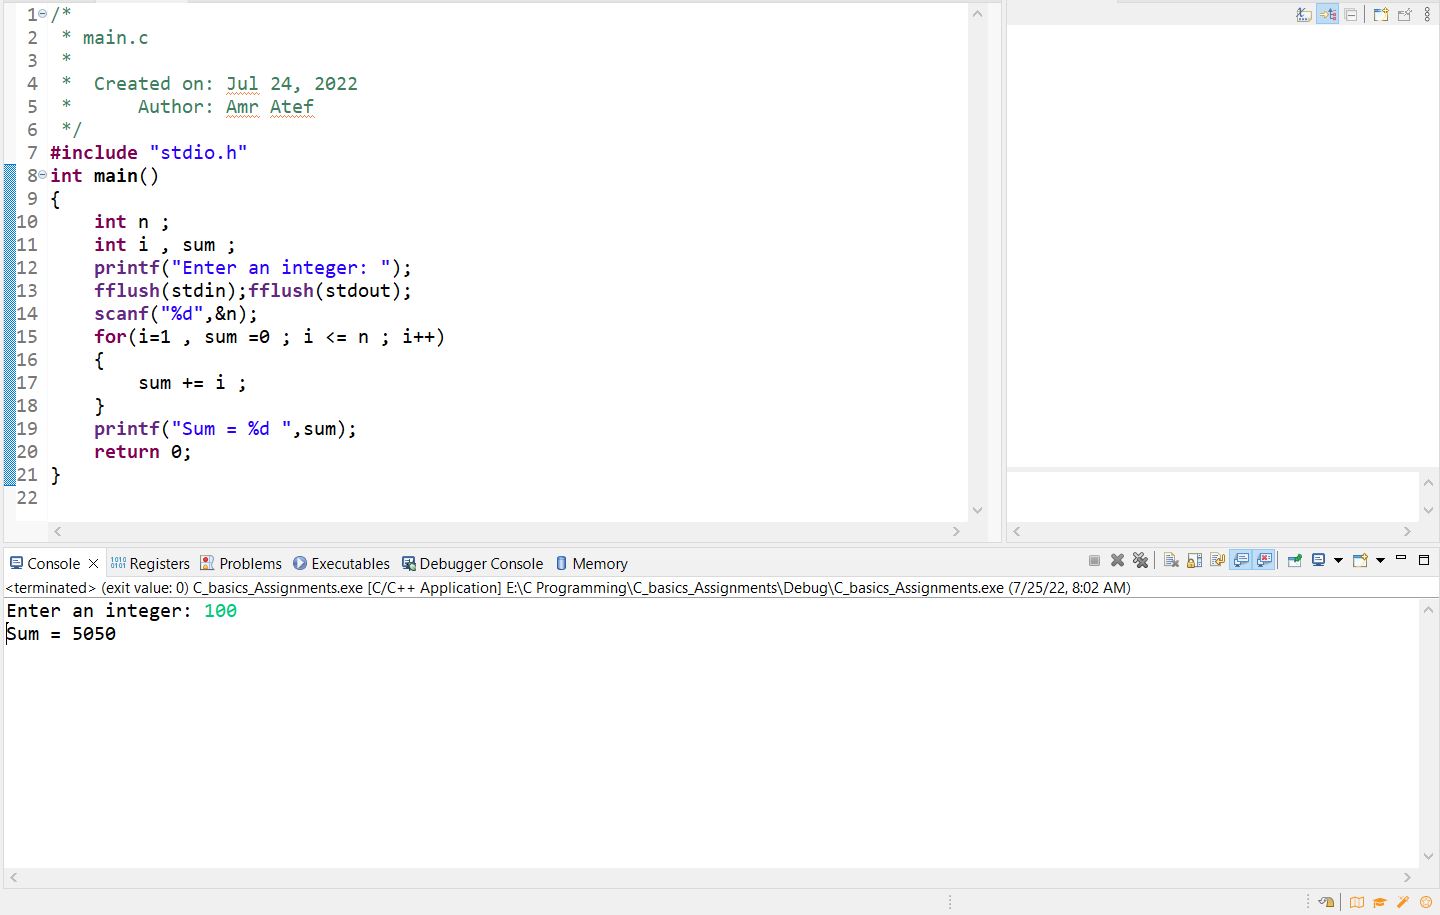 1 /*
2  * main.c
3  *
4  *  Created on: Jul 24, 2022
5  *      Author: Amr Atef
6  */
7 #include "stdio.h"
8 int main()
9 {
10     int n ;
11     int i , sum ;
12     printf("Enter an integer: ");
13     fflush(stdin);fflush(stdout);
14     scanf("%d",&n);
15     for(i=1 , sum =0 ; i <= n ; i++)
16     {
17         sum += i ;
18     }
19     printf("Sum = %d ",sum);
20     return 0;
21 }
22
Console Registers Problems Executables Debugger Console Memory
<terminated> (exit value: 0) C_basics_Assignments.exe [C/C++ Application] E:\C Programming\C_basics_Assignments\Debug\C_basics_Assignments.exe (7/25/22, 8:02 AM)
Enter an integer: 100
Sum = 5050